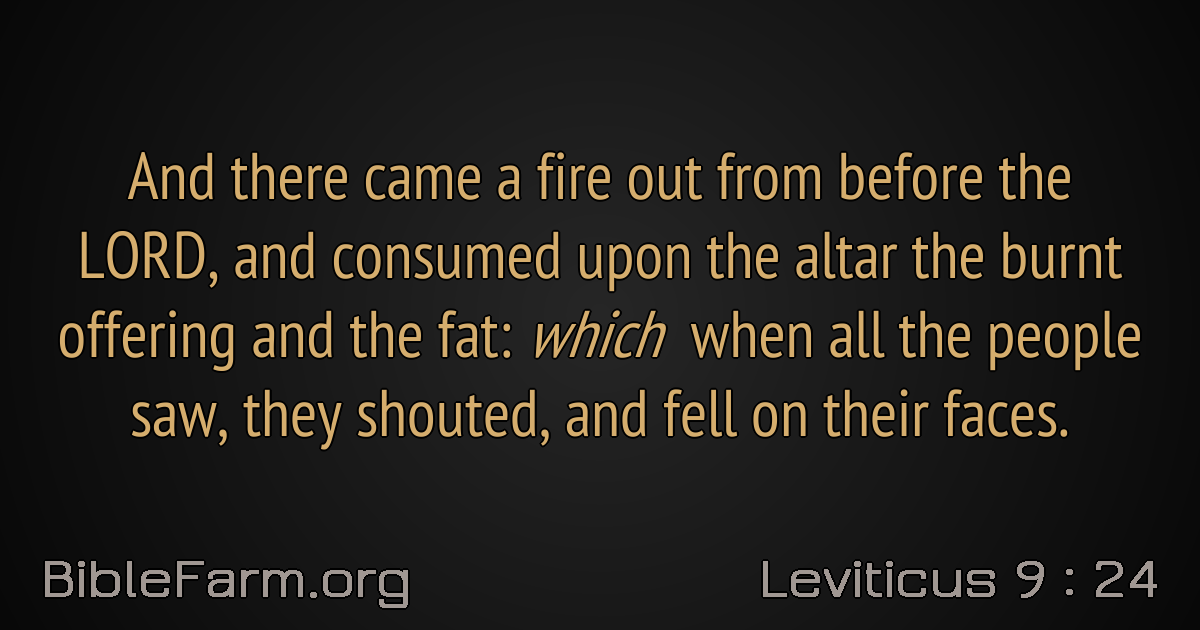 And there came a fire out from before the
LORD, and consumed upon the altar the burnt
offering and the fat: which when all the people
saw, they shouted, and fell on their faces.
BibleFarm.org
Leviticus 9 : 24